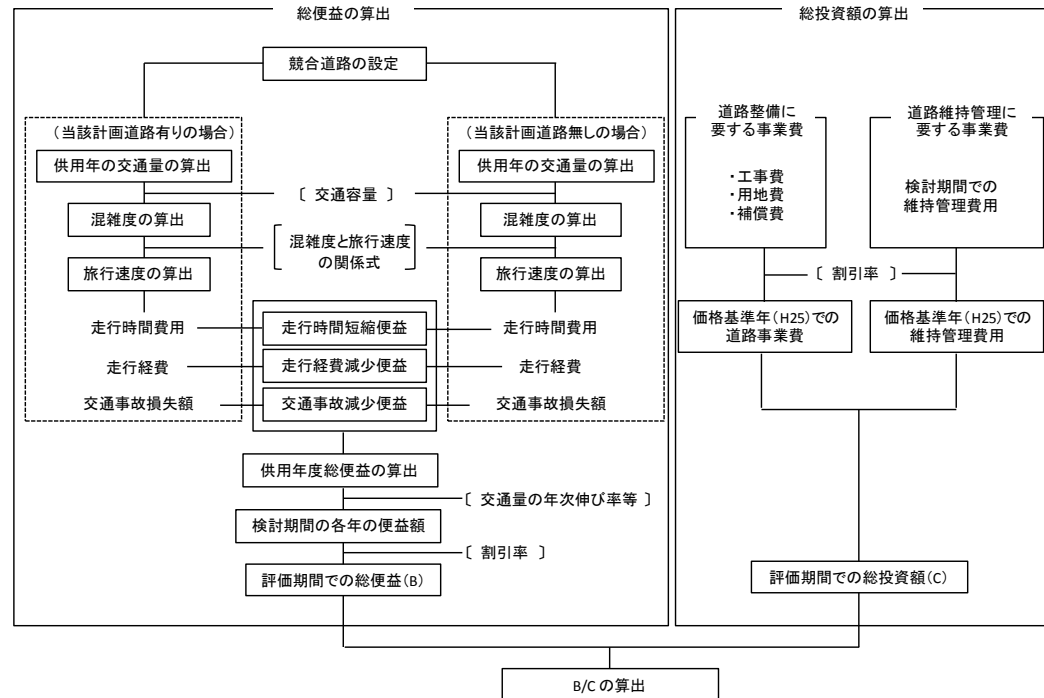 総便益の算出
競合道路の設定
（当該計画道路有りの場合）
供用年の交通量の算出
混雑度の算出
旅行速度の算出
走行時間費用
走行経費
交通事故損失額
〔 交通容量 〕
混雑度と旅行速度
の関係式
走行時間短縮便益
走行経費減少便益
交通事故減少便益
（当該計画道路無しの場合）
供用年の交通量の算出
混雑度の算出
旅行速度の算出
走行時間費用
走行経費
交通事故損失額
供用年度総便益の算出
〔 交通量の年次伸び率等 〕
検討期間の各年の便益額
〔 割引率 〕
評価期間での総便益（B）
総投資額の算出
道路整備に
要する事業費
・工事費
・用地費
・補償費
道路維持管理に
要する事業費
検討期間での
維持管理費用
〔 割引率 〕
価格基準年（H25）での
道路事業費
価格基準年（H25）での
維持管理費用
評価期間での総投資額（C）
B/C の算出